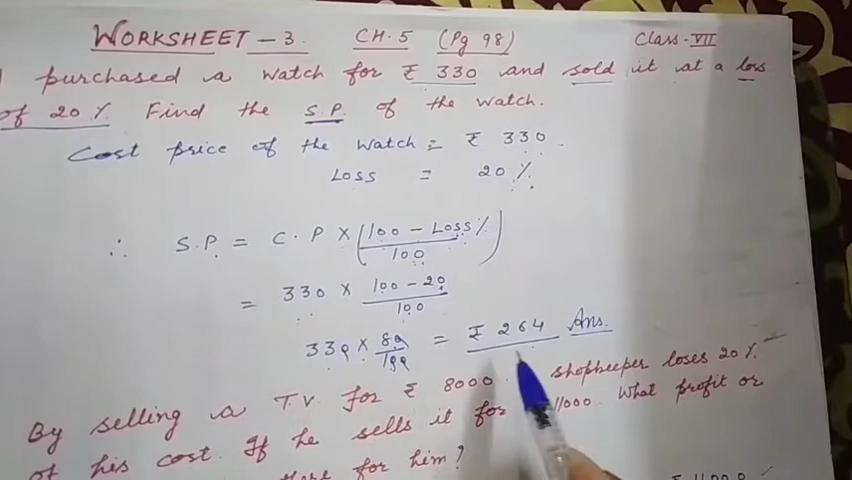 WORKSHEET - 3. CH.5 (Pg 98) Class - VII
purchased a watch for ₹ 330 and sold it at a loss
of 20 %. Find the S.P. of the watch.
Cost price of the watch = ₹ 330.
Loss = 20 %.
∴ S.P. = C.P × (100 - Loss% / 100)
= 330 × 100 - 20 / 100
330 × 80 / 100 = ₹ 264 Ans.
By selling a T.V. for ₹ 8000. shopkeeper loses 20 %.
of his cost. If he sells it for 11000. What profit or
for him?